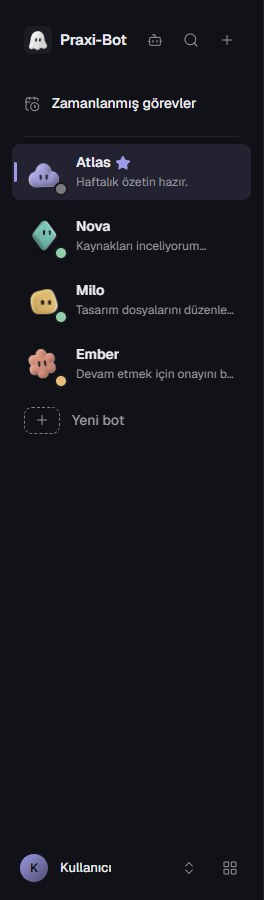 Praxi-Bot
Zamanlanmış görevler
Atlas
Haftalık özetin hazır.
Nova
Kaynakları inceliyorum...
Milo
Tasarım dosyalarını düzenle...
Ember
Devam etmek için onayını b...
Yeni bot
K
Kullanıcı